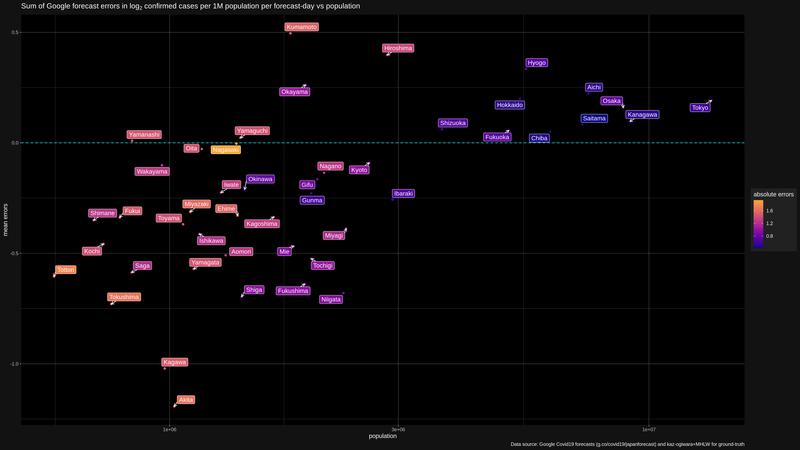 Sum of Google forecast errors in log2 confirmed cases per 1M population per forecast-day vs population
0.5
Kumamoto
Hiroshima
Hyogo
Okayama
Aichi
Osaka
Hokkaido
Tokyo
Kanagawa
Saitama
Shizuoka
Yamanashi
Yamaguchi
Fukuoka
Chiba
0.0
Oita
Nagasaki
Wakayama
Nagano
Kyoto
Iwate
Okinawa
Gifu
Ibaraki
Gunma
mean errors
Shimane
Fukui
Miyazaki
Ehime
Toyama
Kagoshima
Miyagi
Ishikawa
Kochi
Aomori
Mie
-0.5
Tottori
Saga
Yamagata
Tochigi
Tokushima
Shiga
Fukushima
Niigata
Kagawa
-1.0
Akita
absolute errors
1.6
1.2
0.8
1e+06
3e+06
1e+07
population
Data source: Google Covid19 forecasts (g.co/covid19/japanforecast) and kaz-ogiwara+MHLW for ground-truth